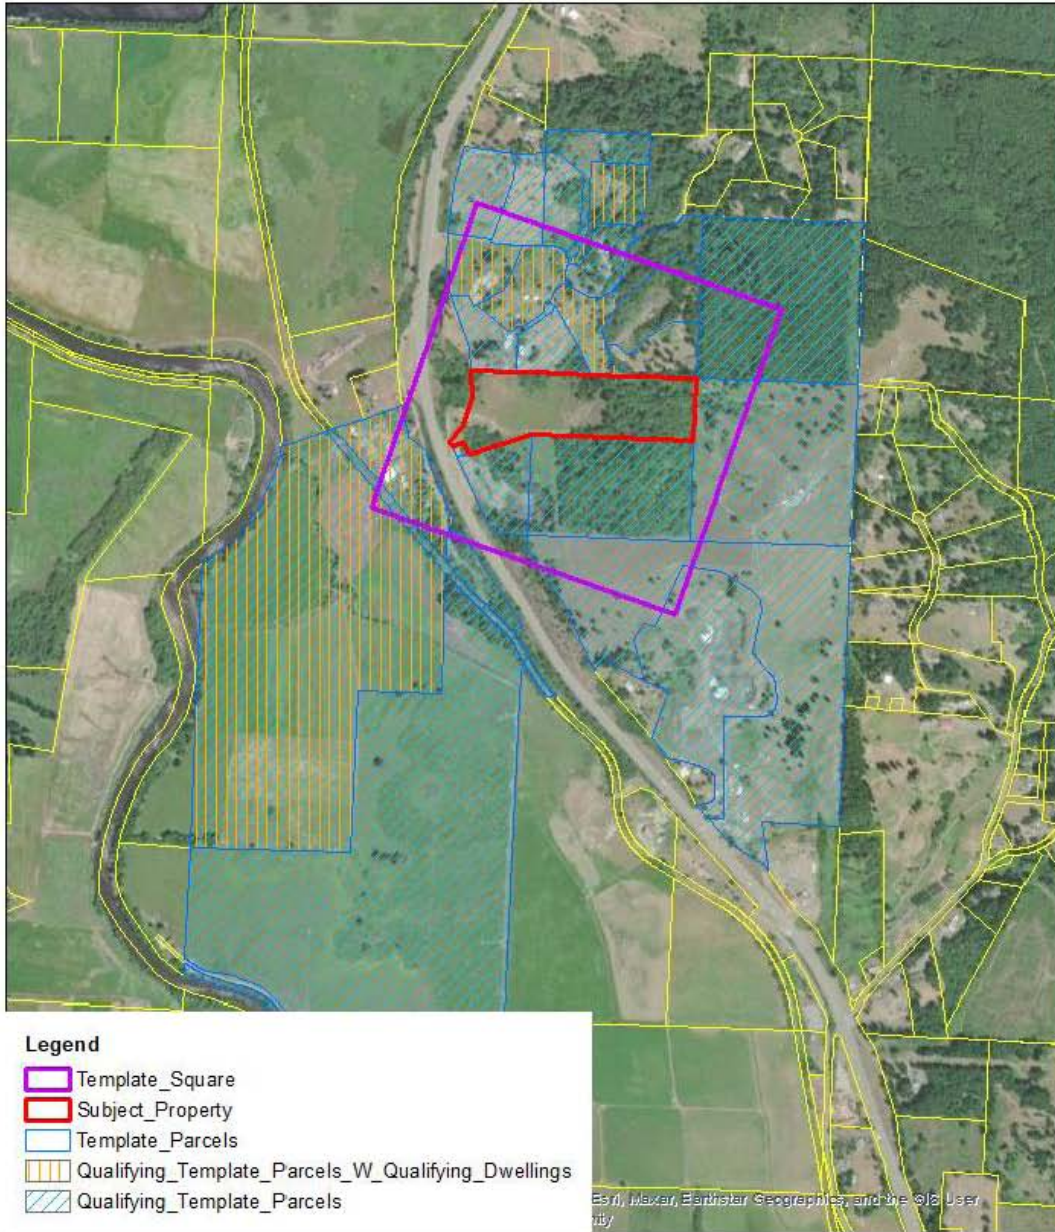 Legend
Template_Square
Subject_Property
Template_Parcels
Qualifying_Template_Parcels_W_Qualifying_Dwellings
Qualifying_Template_Parcels
Esri, Maxar, Earthstar Geographics, and the GIS User